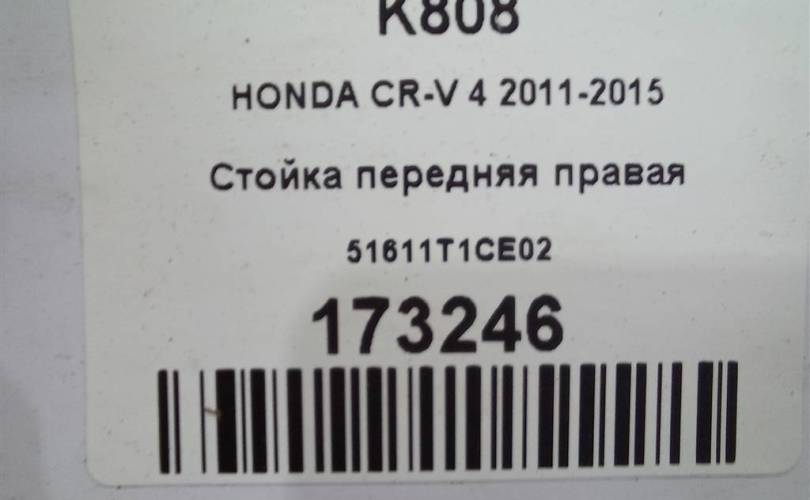 K808
HONDA CR-V 4 2011-2015
Стойка передняя правая
51611T1CE02
173246